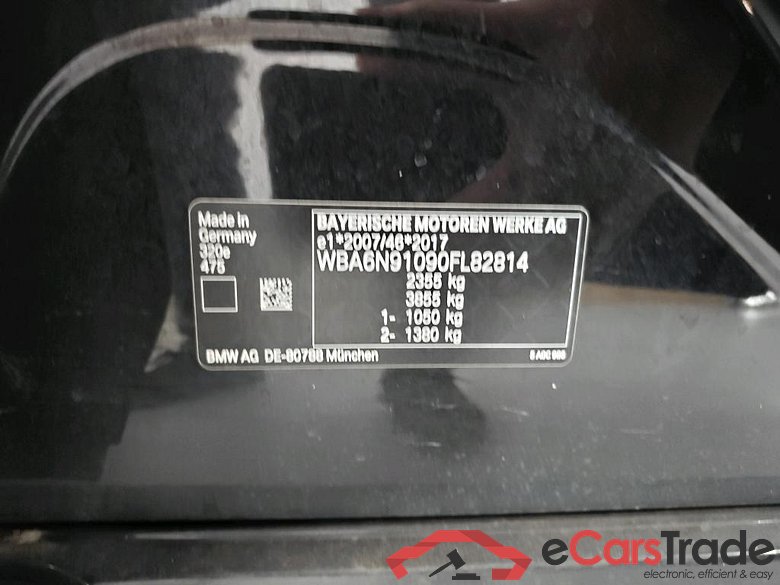 Made in
Germany
320e
475
BAYERISCHE MOTOREN WERKE AG
e1*2007/46*2017
WBA6N91090FL82814
2355 kg
3855 kg
1- 1050 kg
2- 1380 kg
BMW AG DE-80788 München
eCarsTrade
electronic, efficient & easy